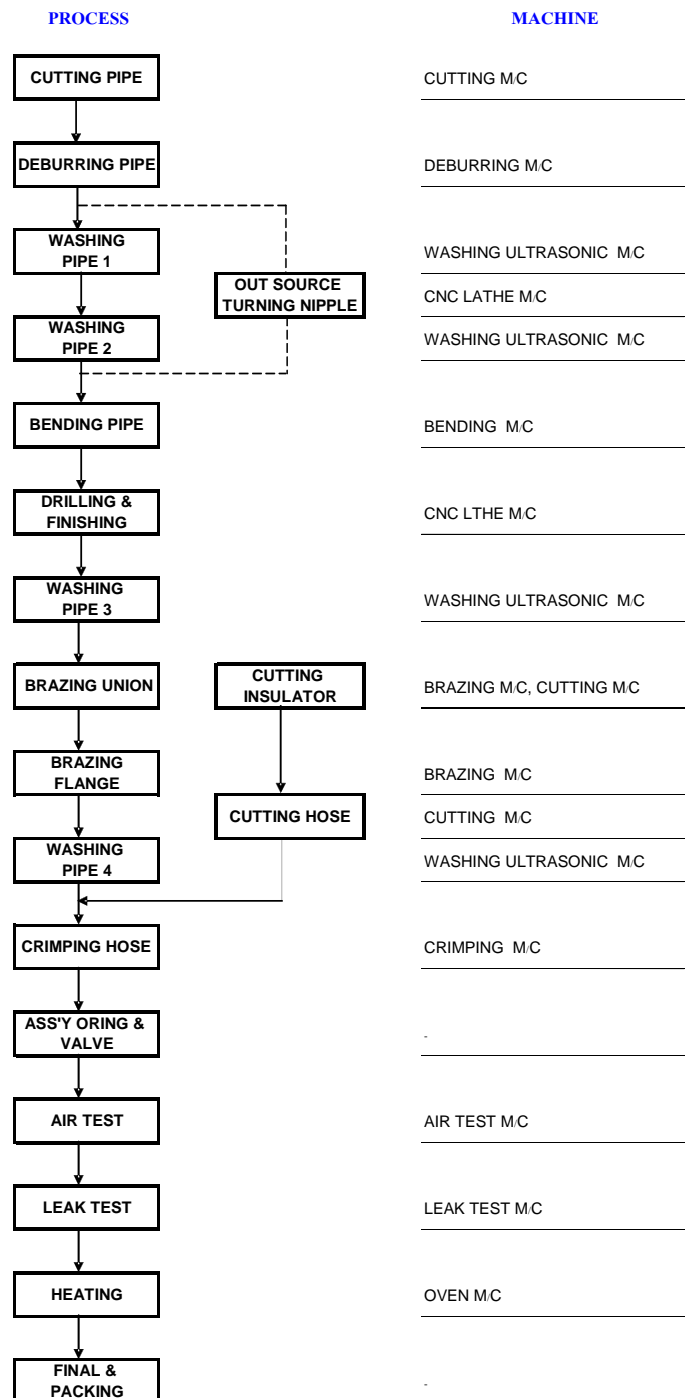 PROCESS MACHINE
CUTTING PIPE CUTTING M/C
DEBURRING PIPE DEBURRING M/C
WASHING
PIPE 1
WASHING ULTRASONIC M/C
OUT SOURCE
TURNING NIPPLE
CNC LATHE M/C
WASHING
PIPE 2
WASHING ULTRASONIC M/C
BENDING PIPE BENDING M/C
DRILLING &
FINISHING
CNC LTHE M/C
WASHING
PIPE 3
WASHING ULTRASONIC M/C
BRAZING UNION
CUTTING
INSULATOR
BRAZING M/C, CUTTING M/C
BRAZING
FLANGE
BRAZING M/C
CUTTING HOSE CUTTING M/C
WASHING
PIPE 4
WASHING ULTRASONIC M/C
CRIMPING HOSE CRIMPING M/C
ASS'Y ORING &
VALVE
-
AIR TEST AIR TEST M/C
LEAK TEST LEAK TEST M/C
HEATING OVEN M/C
FINAL &
PACKING
-